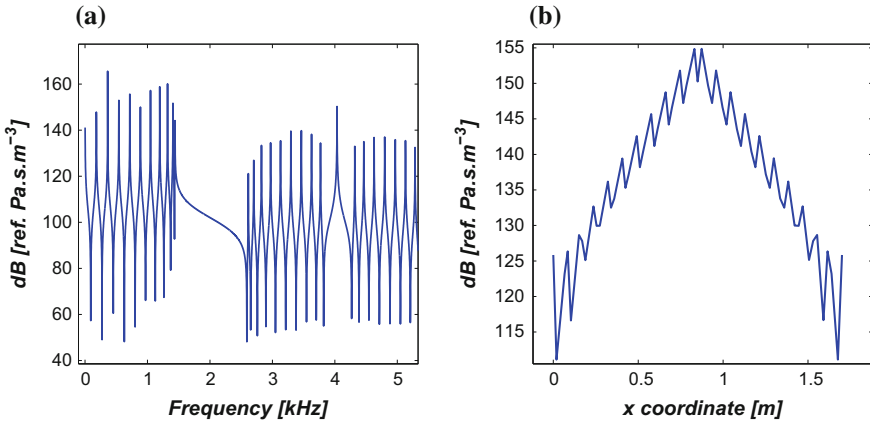 (a)
dB [ref. Pa.s.m⁻³]
160
140
120
100
80
60
40
0 1 2 3 4 5
Frequency [kHz]
(b)
dB [ref. Pa.s.m⁻³]
155
150
145
140
135
130
125
120
115
0 0.5 1 1.5
x coordinate [m]